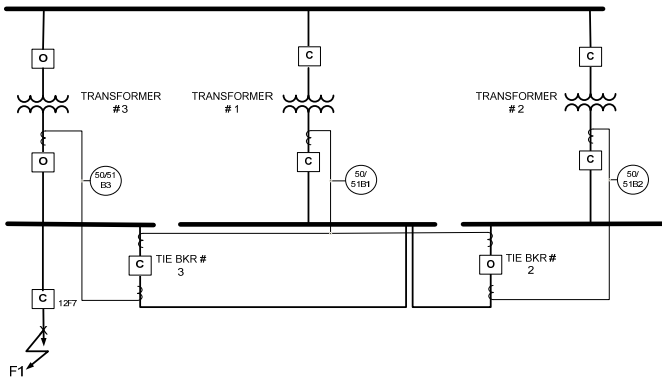 O
C
C
TRANSFORMER
# 3
TRANSFORMER
# 1
TRANSFORMER
# 2
O
C
C
50/51
B3
50/
51B1
50/
51B2
C
TIE BKR #
3
O
TIE BKR #
2
C
12F7
F1